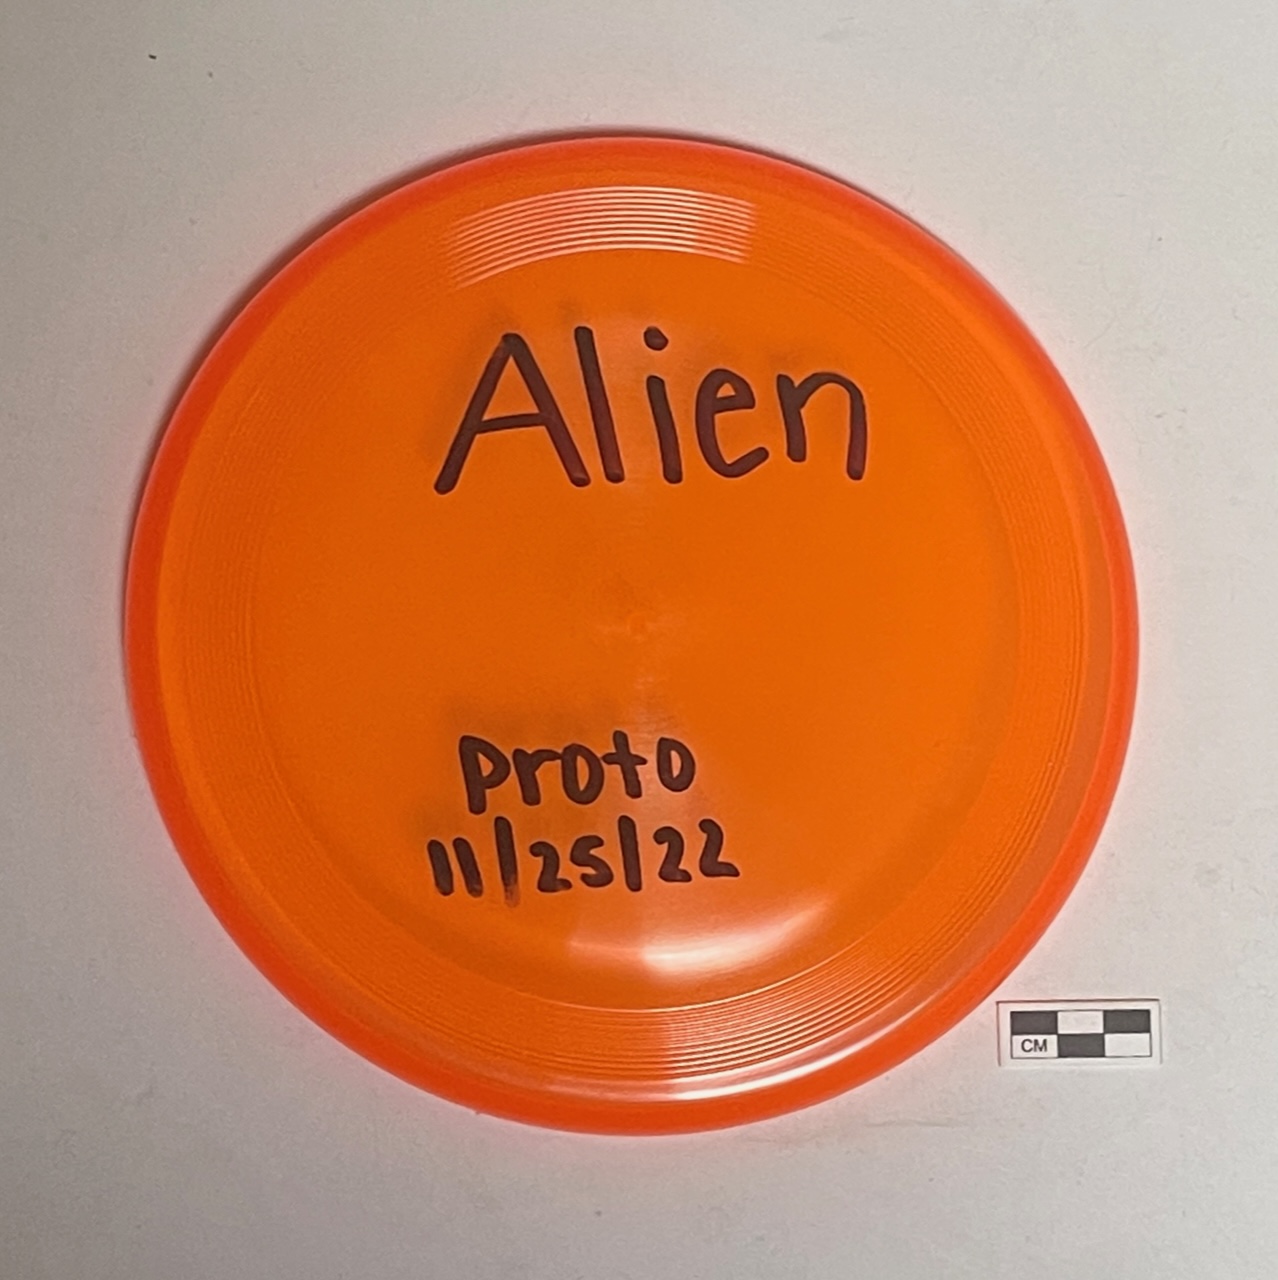 Alien
Proto
11/25/22
CM